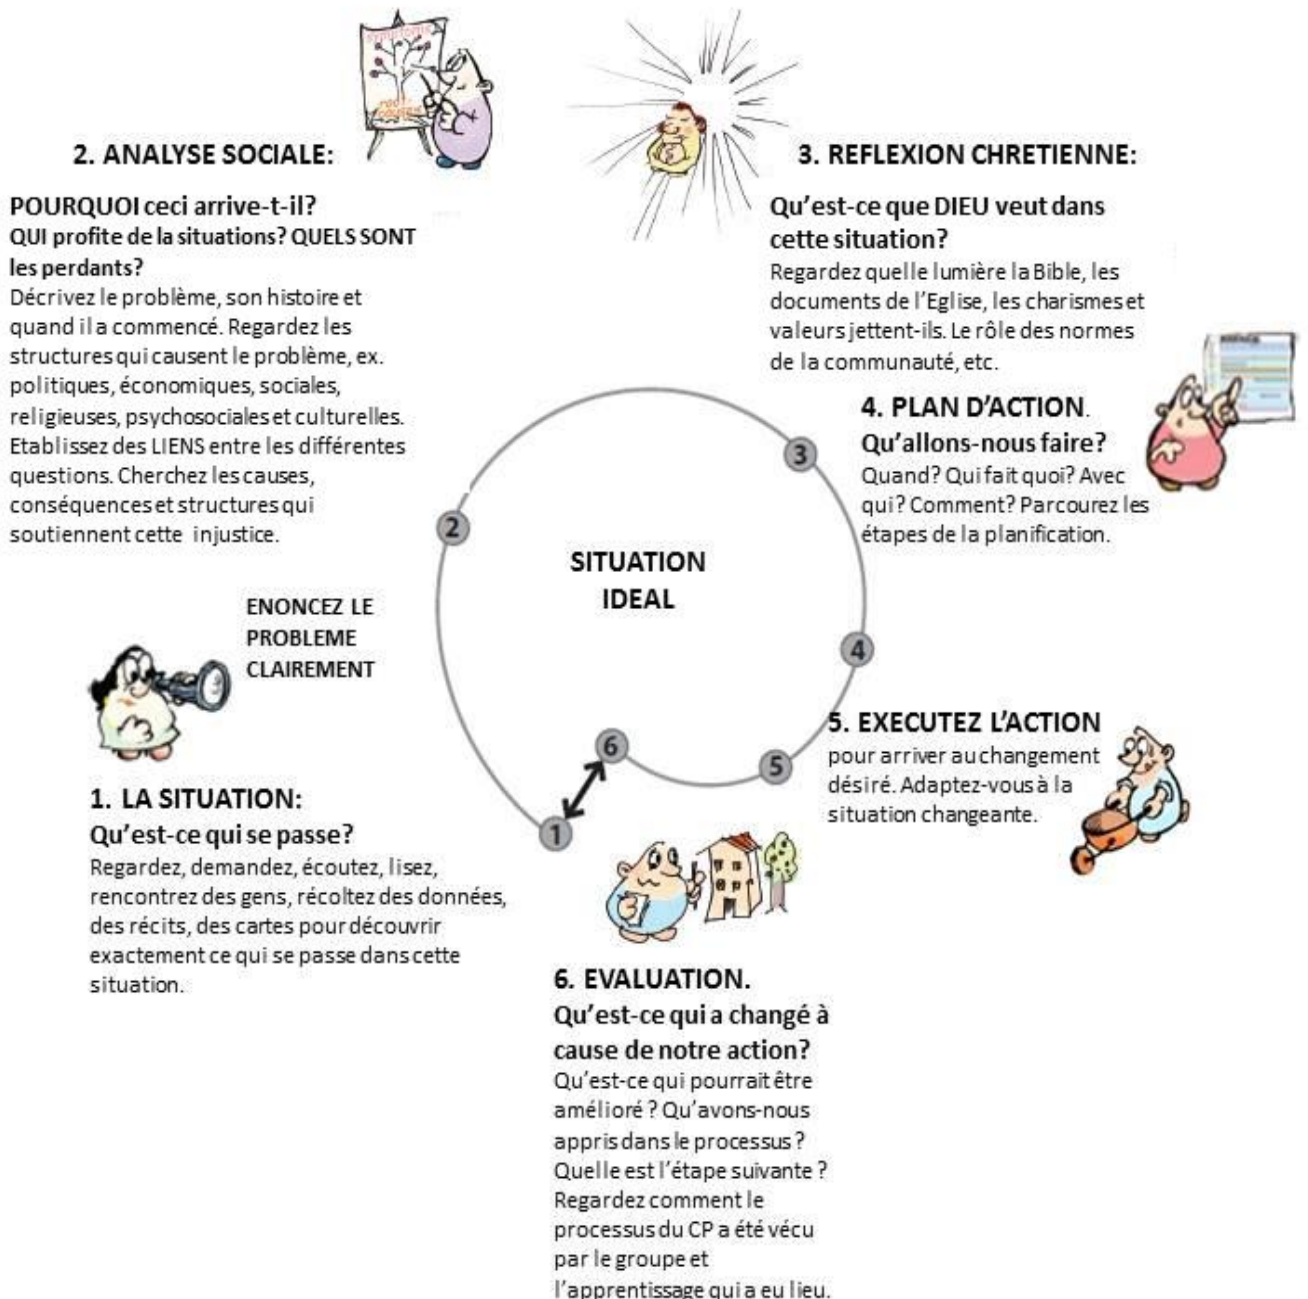 symptoms
root
causes
2. ANALYSE SOCIALE:
POURQUOI ceci arrive-t-il?
QUI profite de la situations? QUELS SONT
les perdants?
Décrivez le problème, son histoire et
quand il a commencé. Regardez les
structures qui causent le problème, ex.
politiques, économiques, sociales,
religieuses, psychosociales et culturelles.
Etablissez des LIENS entre les différentes
questions. Cherchez les causes,
conséquences et structures qui
soutiennent cette injustice.
3. REFLEXION CHRETIENNE:
Qu’est-ce que DIEU veut dans
cette situation?
Regardez quelle lumière la Bible, les
documents de l’Eglise, les charismes et
valeurs jettent-ils. Le rôle des normes
de la communauté, etc.
4. PLAN D’ACTION.
Qu’allons-nous faire?
Quand? Qui fait quoi? Avec
qui? Comment? Parcourez les
étapes de la planification.
3
2
SITUATION
IDEAL
ENONCEZ LE
PROBLEME
CLAIREMENT
4
5. EXECUTEZ L’ACTION
pour arriver au changement
désiré. Adaptez-vous à la
situation changeante.
6
5
1
1. LA SITUATION:
Qu’est-ce qui se passe?
Regardez, demandez, écoutez, lisez,
rencontrez des gens, récoltez des données,
des récits, des cartes pour découvrir
exactement ce qui se passe dans cette
situation.
6. EVALUATION.
Qu’est-ce qui a changé à
cause de notre action?
Qu’est-ce qui pourrait être
amélioré ? Qu’avons-nous
appris dans le processus ?
Quelle est l’étape suivante ?
Regardez comment le
processus du CP a été vécu
par le groupe et
l’apprentissage qui a eu lieu.